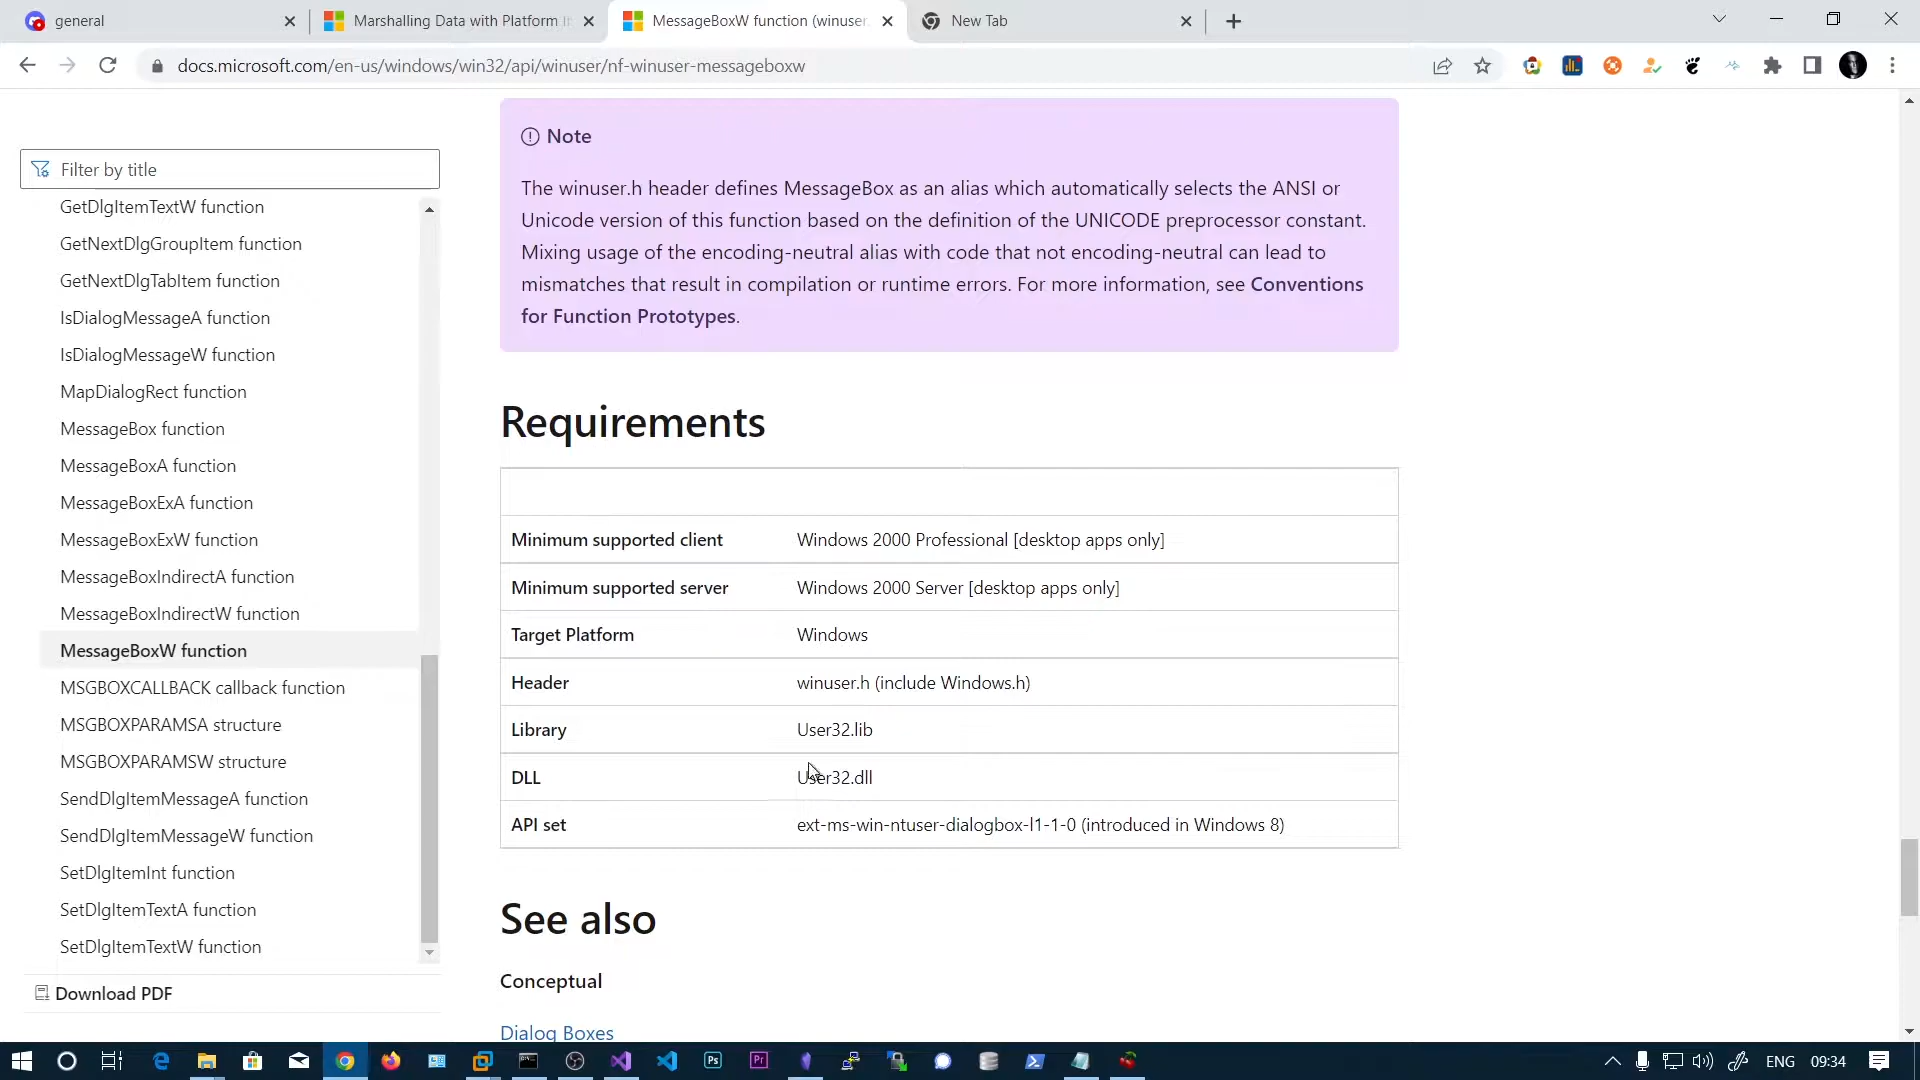 general
Marshalling Data with Platform I
MessageBoxW function (winuser.
New Tab
docs.microsoft.com/en-us/windows/win32/api/winuser/nf-winuser-messageboxw
Filter by title
GetDlgItemTextW function
GetNextDlgGroupItem function
GetNextDlgTabItem function
IsDialogMessageA function
IsDialogMessageW function
MapDialogRect function
MessageBox function
MessageBoxA function
MessageBoxExA function
MessageBoxExW function
MessageBoxIndirectA function
MessageBoxIndirectW function
MessageBoxW function
MSGBOXCALLBACK callback function
MSGBOXPARAMSA structure
MSGBOXPARAMSW structure
SendDlgItemMessageA function
SendDlgItemMessageW function
SetDlgItemInt function
SetDlgItemTextA function
SetDlgItemTextW function
Download PDF
Note
The winuser.h header defines MessageBox as an alias which automatically selects the ANSI or
Unicode version of this function based on the definition of the UNICODE preprocessor constant.
Mixing usage of the encoding-neutral alias with code that not encoding-neutral can lead to
mismatches that result in compilation or runtime errors. For more information, see Conventions
for Function Prototypes.
Requirements
Minimum supported client Windows 2000 Professional [desktop apps only]
Minimum supported server Windows 2000 Server [desktop apps only]
Target Platform Windows
Header winuser.h (include Windows.h)
Library User32.lib
DLL User32.dll
API set ext-ms-win-ntuser-dialogbox-l1-1-0 (introduced in Windows 8)
See also
Conceptual
Dialog Boxes
Ps
Pr
ENG
09:34